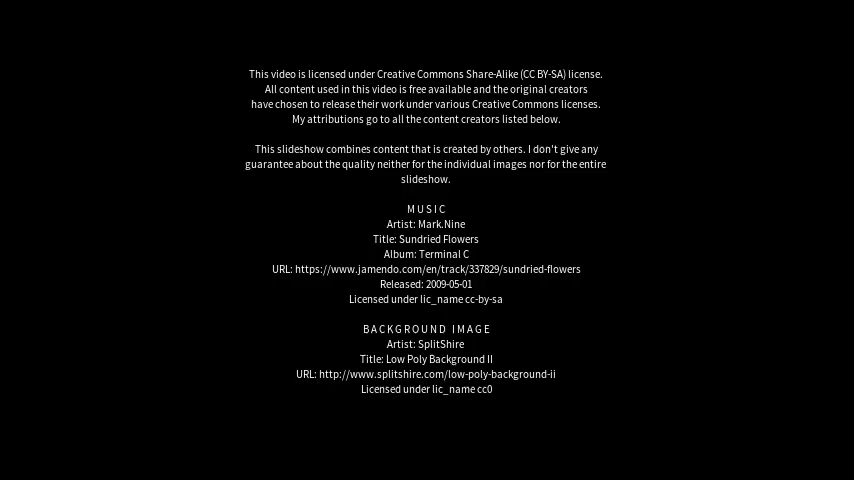 This video is licensed under Creative Commons Share-Alike (CC BY-SA) license.
All content used in this video is free available and the original creators
have chosen to release their work under various Creative Commons licenses.
My attributions go to all the content creators listed below.
This slideshow combines content that is created by others. I don't give any
guarantee about the quality neither for the individual images nor for the entire
slideshow.
MUSIC
Artist: Mark.Nine
Title: Sundried Flowers
Album: Terminal C
URL: https://www.jamendo.com/en/track/337829/sundried-flowers
Released: 2009-05-01
Licensed under lic_name cc-by-sa
BACKGROUND IMAGE
Artist: SplitShire
Title: Low Poly Background II
URL: http://www.splitshire.com/low-poly-background-ii
Licensed under lic_name cc0